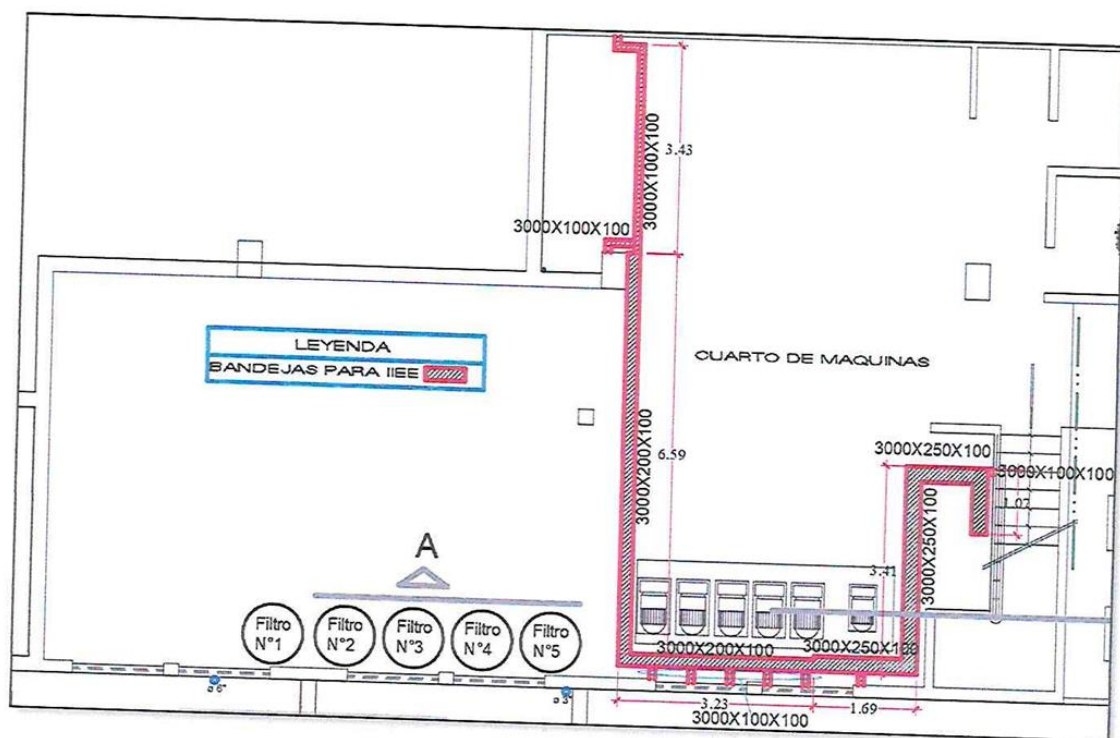 3000X100X100
3.43
3000X100X100
LEYENDA
BANDEJAS PARA IIEE
CUARTO DE MAQUINAS
3000X200X100
6.59
3000X250X100
3000X100X100
1.07
3000X250X100
3.41
A
Filtro
N°1
Filtro
N°2
Filtro
N°3
Filtro
N°4
Filtro
N°5
3000X200X100
3000X250X100
ø 6"
ø 3"
3.23
1.69
3000X100X100